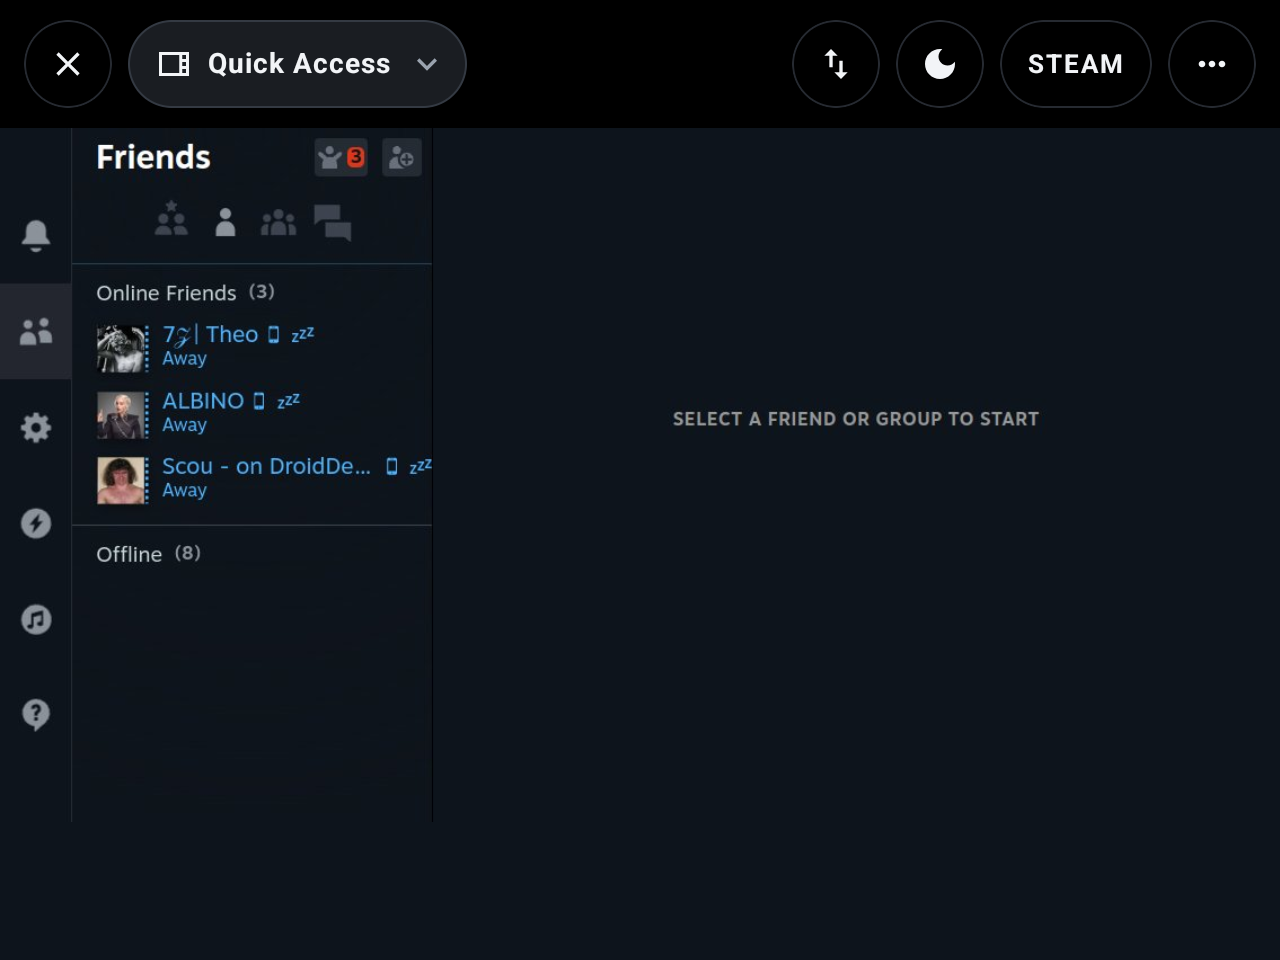 Quick Access
STEAM
Friends
3
Online Friends (3)
7𝒵| Theo zzz
Away
ALBINO zzz
Away
Scou - on DroidDe... zzz
Away
Offline (8)
SELECT A FRIEND OR GROUP TO START